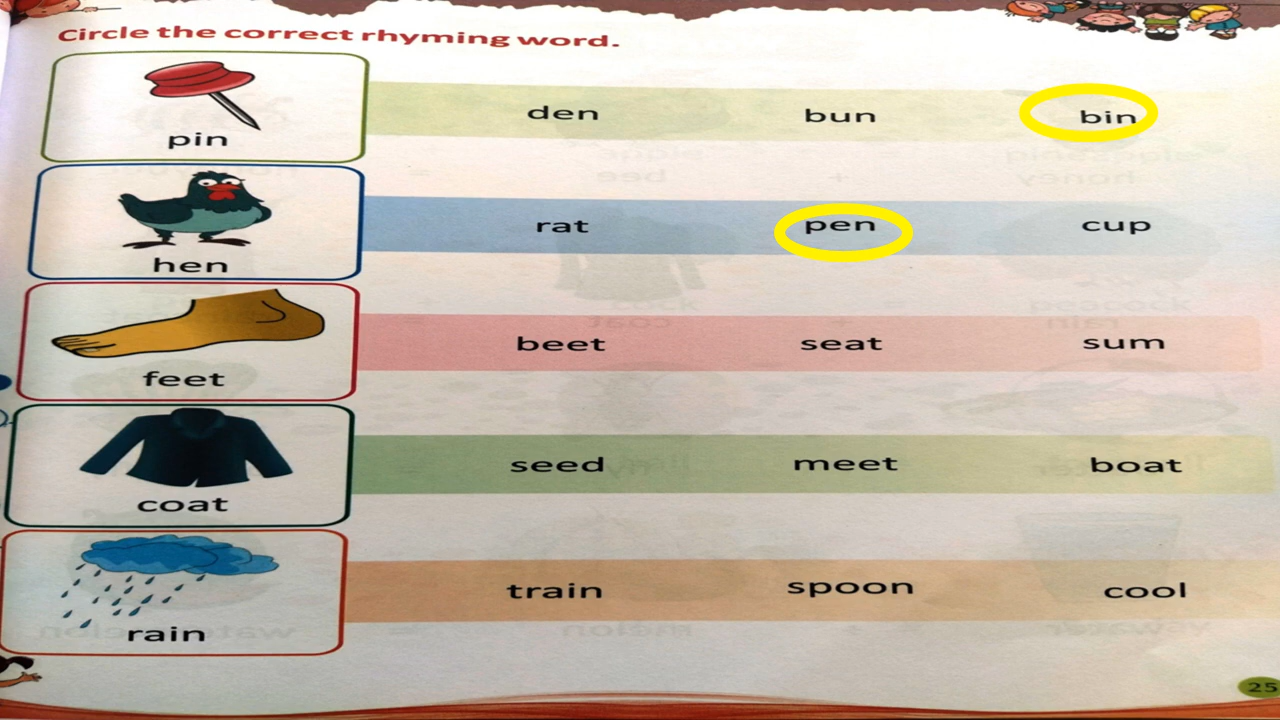 Circle the correct rhyming word.
pin den bun bin
hen rat pen cup
feet beet seat sum
coat seed meet boat
rain train spoon cool
25